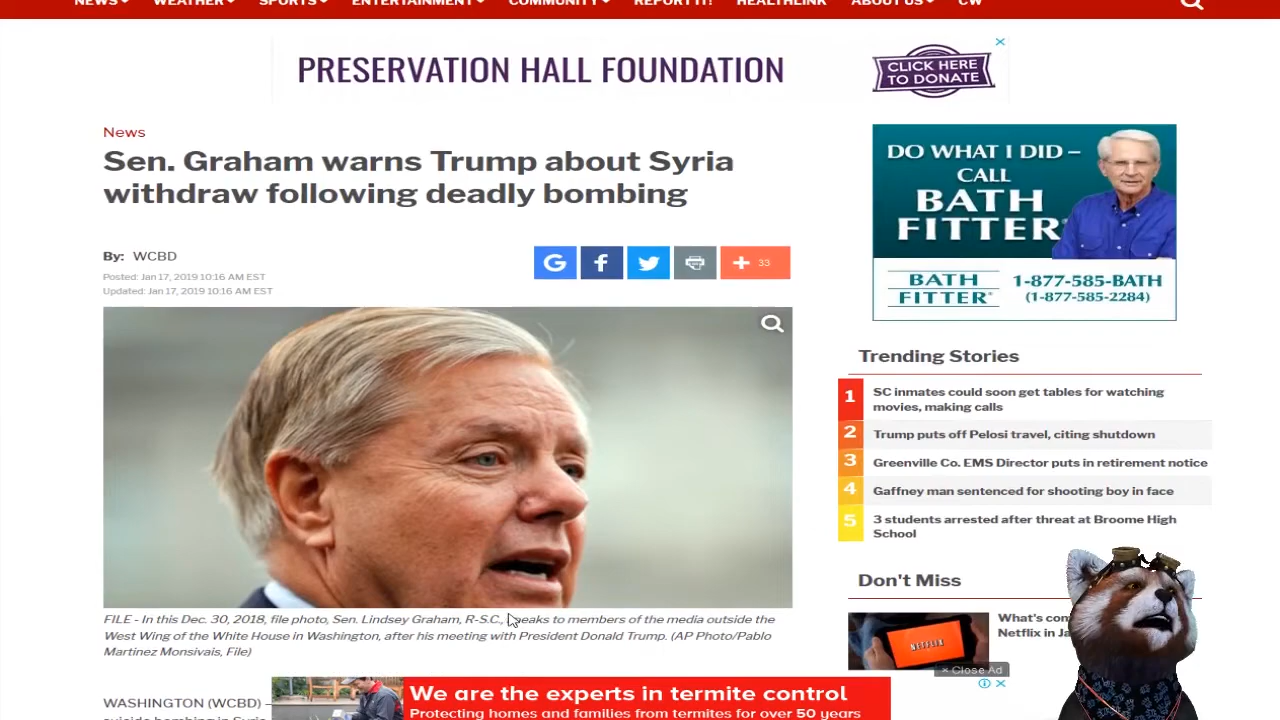 NEWS WEATHER SPORTS ENTERTAINMENT COMMUNITY REPORT IT! HEALTHLINK ABOUT US CW
PRESERVATION HALL FOUNDATION
CLICK HERE
TO DONATE
News
Sen. Graham warns Trump about Syria
withdraw following deadly bombing
By: WCBD
Posted: Jan 17, 2019 10:16 AM EST
Updated: Jan 17, 2019 10:16 AM EST
33
FILE - In this Dec. 30, 2018, file photo, Sen. Lindsey Graham, R-S.C., speaks to members of the media outside the
West Wing of the White House in Washington, after his meeting with President Donald Trump. (AP Photo/Pablo
Martinez Monsivais, File)
WASHINGTON (WCBD) –
suicide bombing in Syria
DO WHAT I DID –
CALL
BATH
FITTER
BATH
FITTER®
1-877-585-BATH
(1-877-585-2284)
Trending Stories
1 SC inmates could soon get tables for watching
movies, making calls
2 Trump puts off Pelosi travel, citing shutdown
3 Greenville Co. EMS Director puts in retirement notice
4 Gaffney man sentenced for shooting boy in face
5 3 students arrested after threat at Broome High
School
Don't Miss
NETFLIX
What's
Netflix in
× Close Ad
We are the experts in termite control
Protecting homes and families from termites for over 50 years